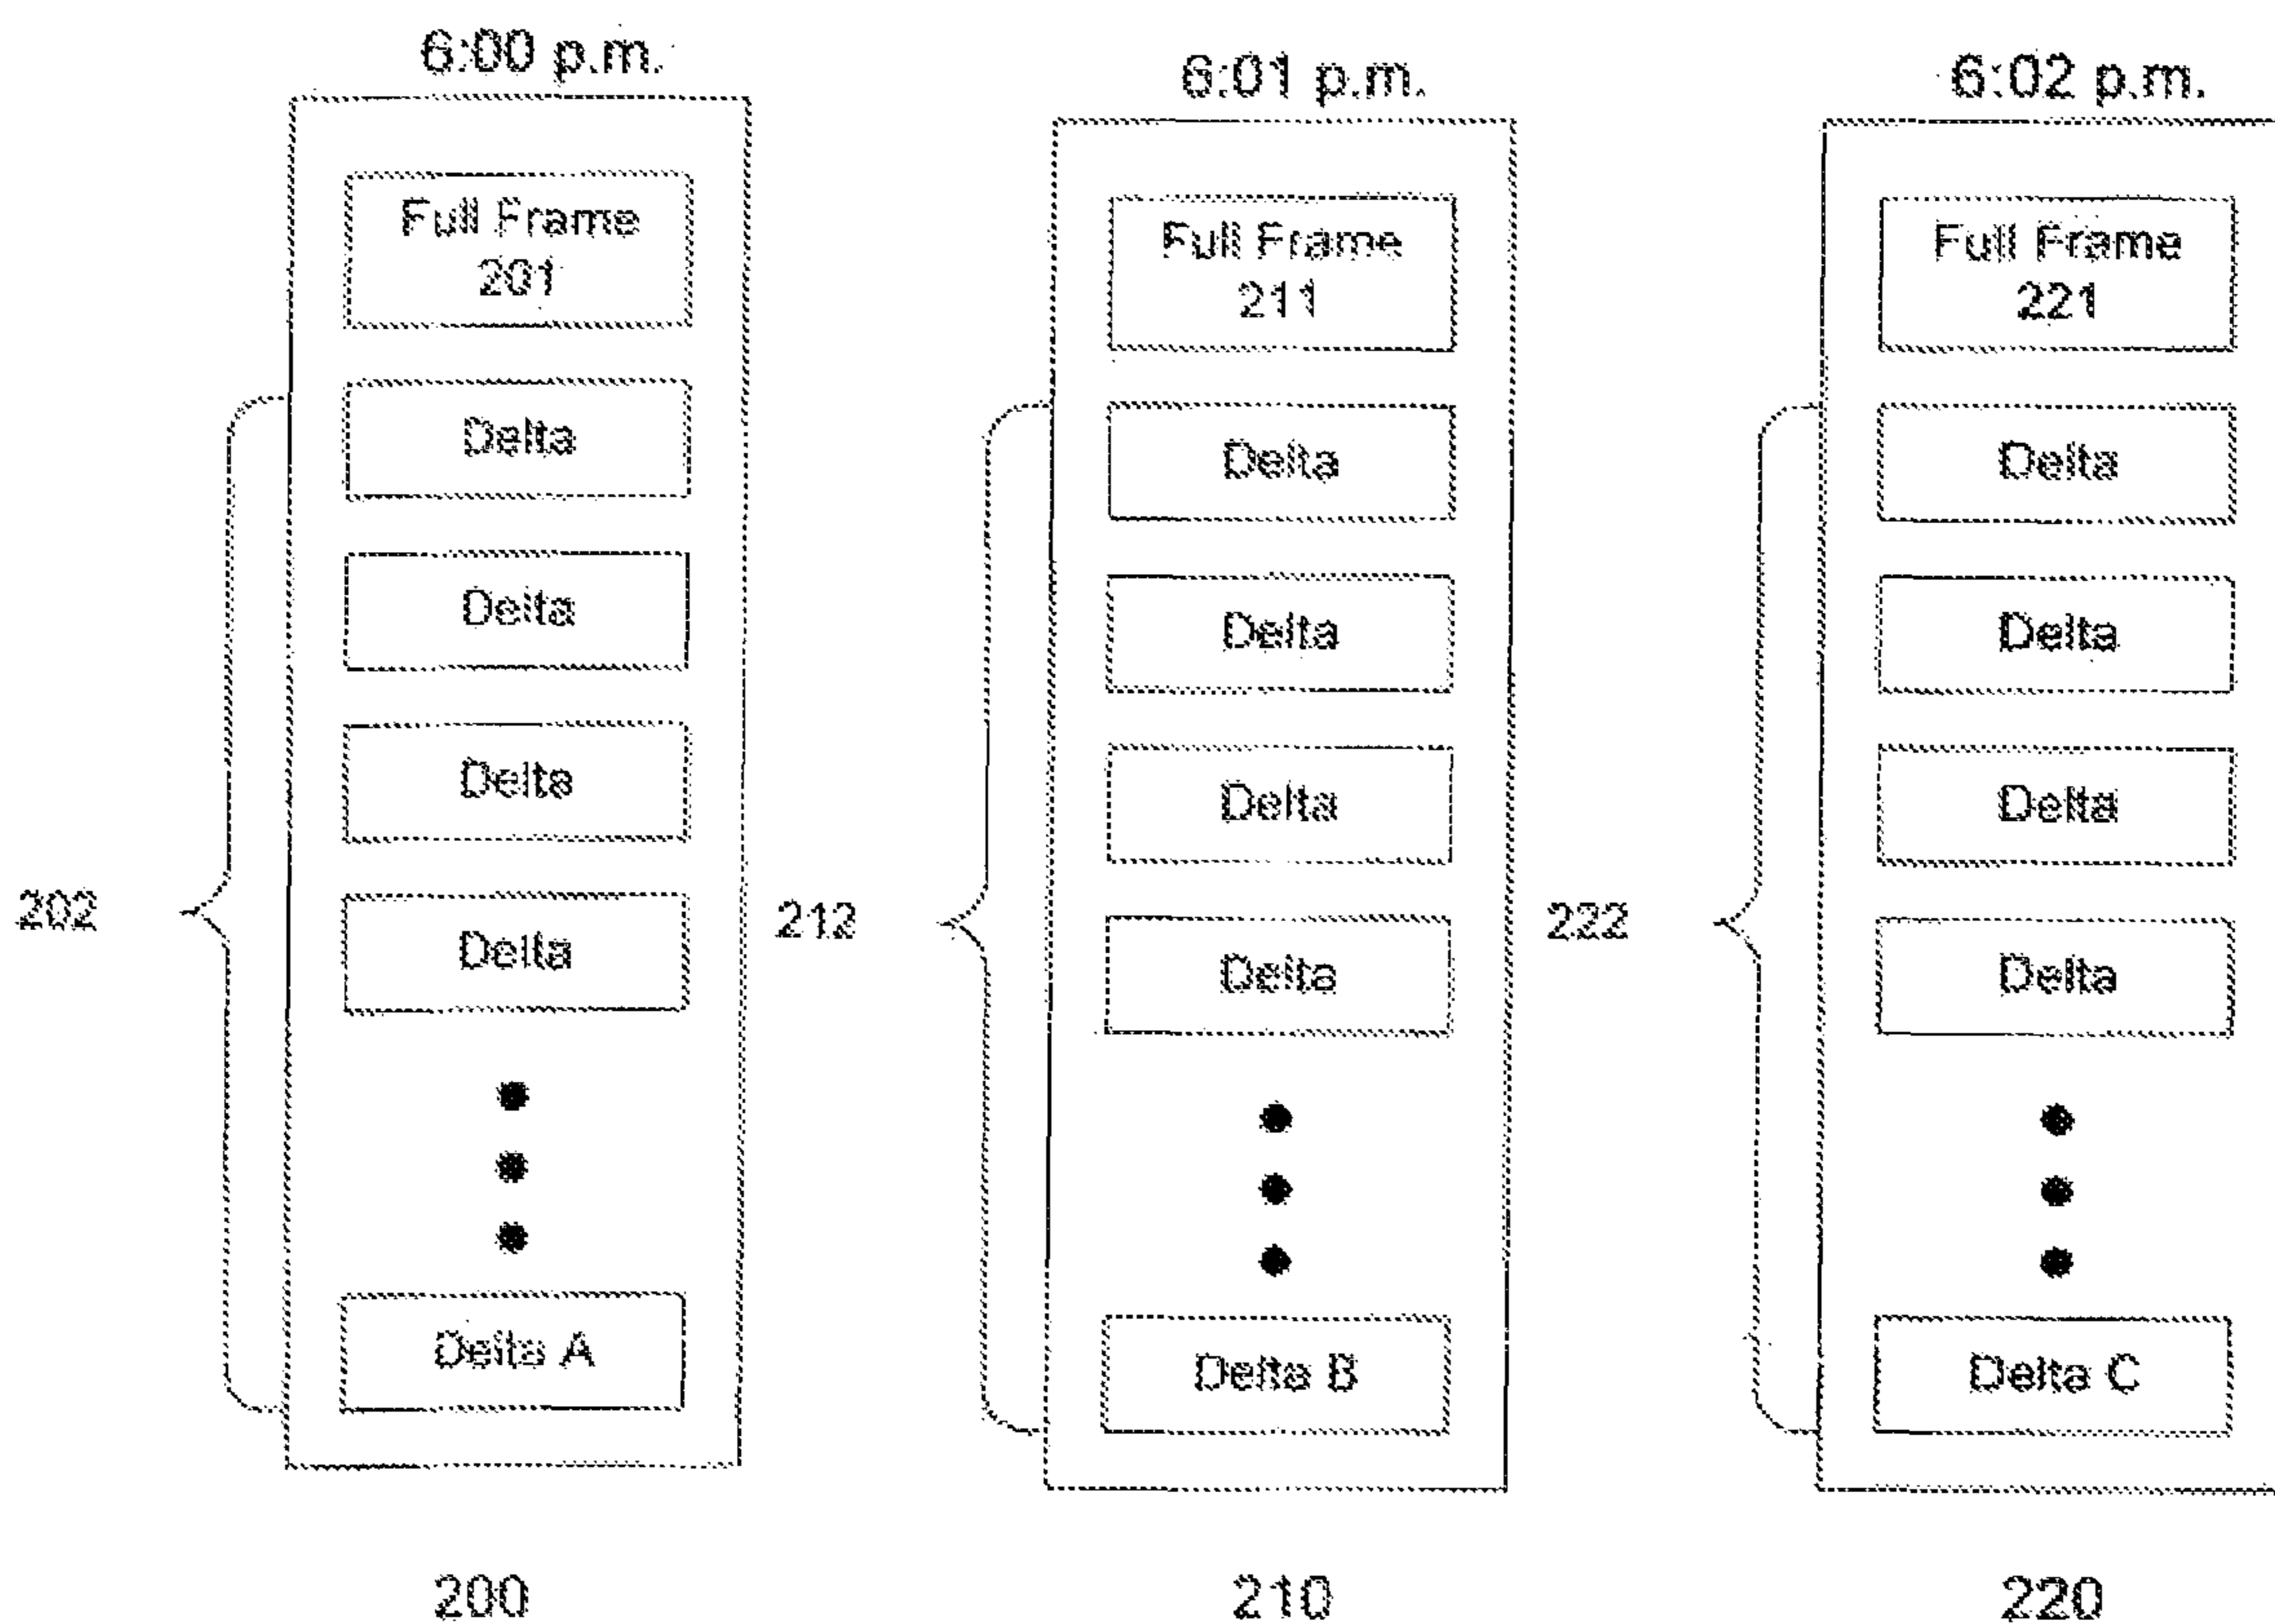 6:00 p.m.
Full Frame
201
Delta
Delta
Delta
Delta
Delta A
202
200
6:01 p.m.
Full Frame
211
Delta
Delta
Delta
Delta
Delta B
212
210
6:02 p.m.
Full Frame
221
Delta
Delta
Delta
Delta
Delta C
222
220